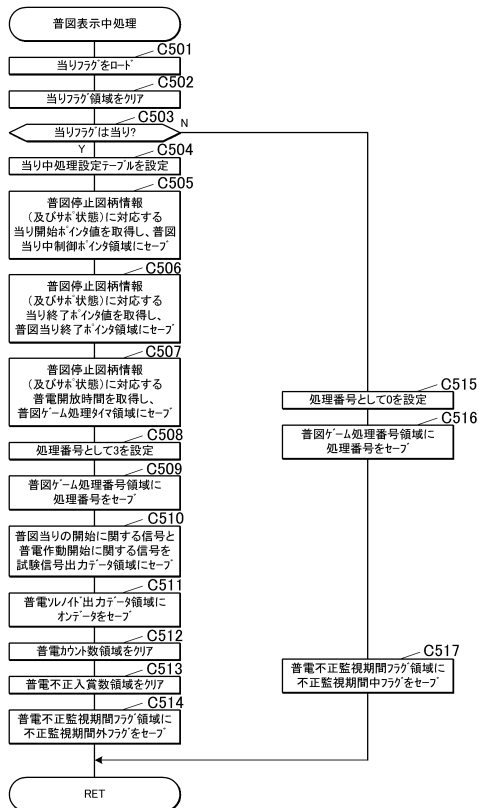 普図表示中処理
C501
当りフラグをロード
C502
当りフラグ領域をクリア
C503
当りフラグは当り?
N
Y
C504
当り中処理設定テーブルを設定
C505
普図停止図柄情報
(及びサポ状態)に対応する
当り開始ポインタ値を取得し、普図
当り中制御ポインタ領域にセーブ
C506
普図停止図柄情報
(及びサポ状態)に対応する
当り終了ポインタ値を取得し、
普図当り終了ポインタ領域にセーブ
C507
普図停止図柄情報
(及びサポ状態)に対応する
普電開放時間を取得し、
普図ゲーム処理タイマ領域にセーブ
C508
処理番号として3を設定
C509
普図ゲーム処理番号領域に
処理番号をセーブ
C510
普図当りの開始に関する信号と
普電作動開始に関する信号を
試験信号出力データ領域にセーブ
C511
普電ソレノイド出力データ領域に
オンデータをセーブ
C512
普電カウント数領域をクリア
C513
普電不正入賞数領域をクリア
C514
普電不正監視期間フラグ領域に
不正監視期間外フラグをセーブ
C515
処理番号として0を設定
C516
普図ゲーム処理番号領域に
処理番号をセーブ
C517
普電不正監視期間フラグ領域に
不正監視期間中フラグをセーブ
RET